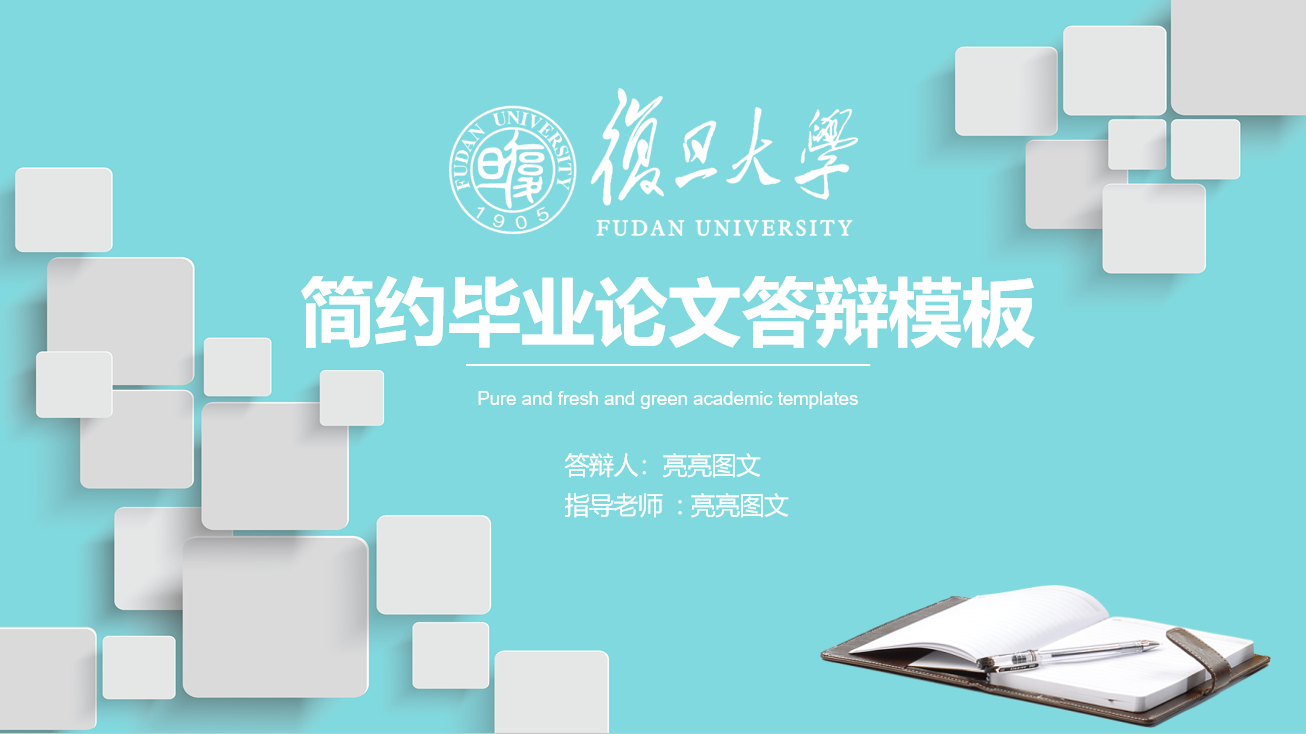 FUDAN UNIVERSITY
復旦
1905
復旦大學
FUDAN UNIVERSITY
简约毕业论文答辩模板
Pure and fresh and green academic templates
答辩人：亮亮图文
指导老师 ：亮亮图文